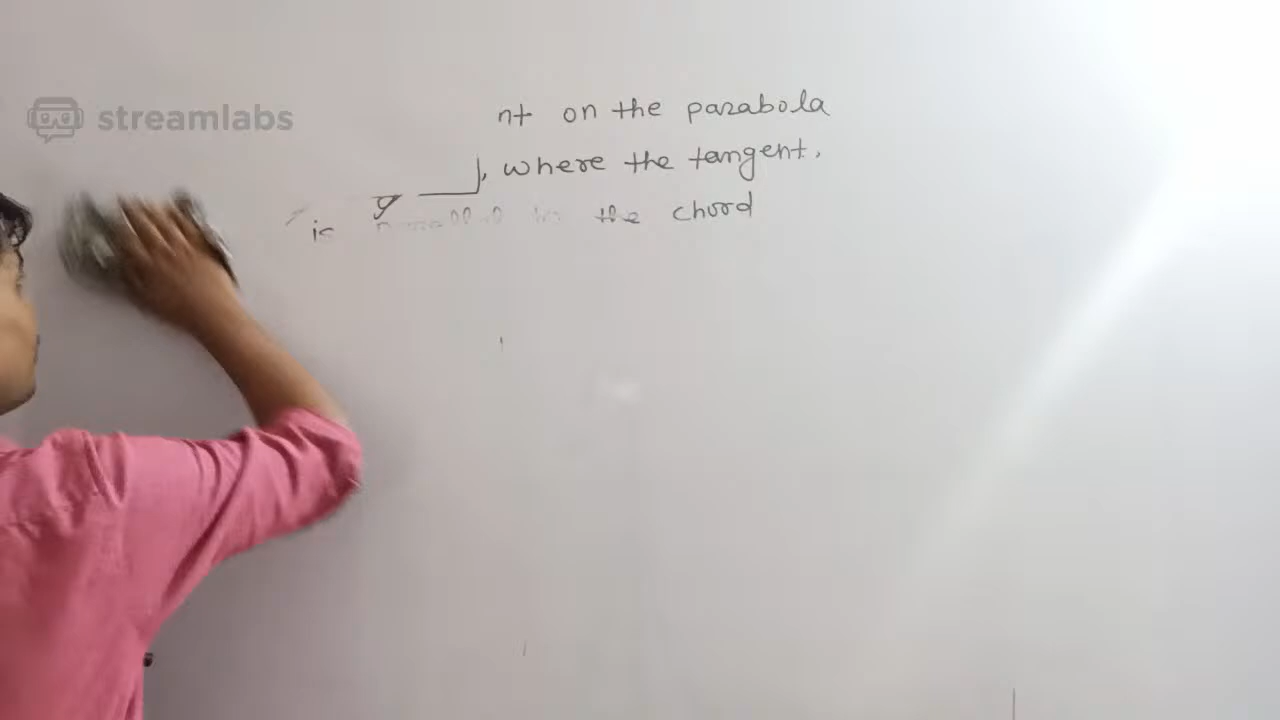 streamlabs
nt on the parabola
y , where the tangent.
is parallel to the chord